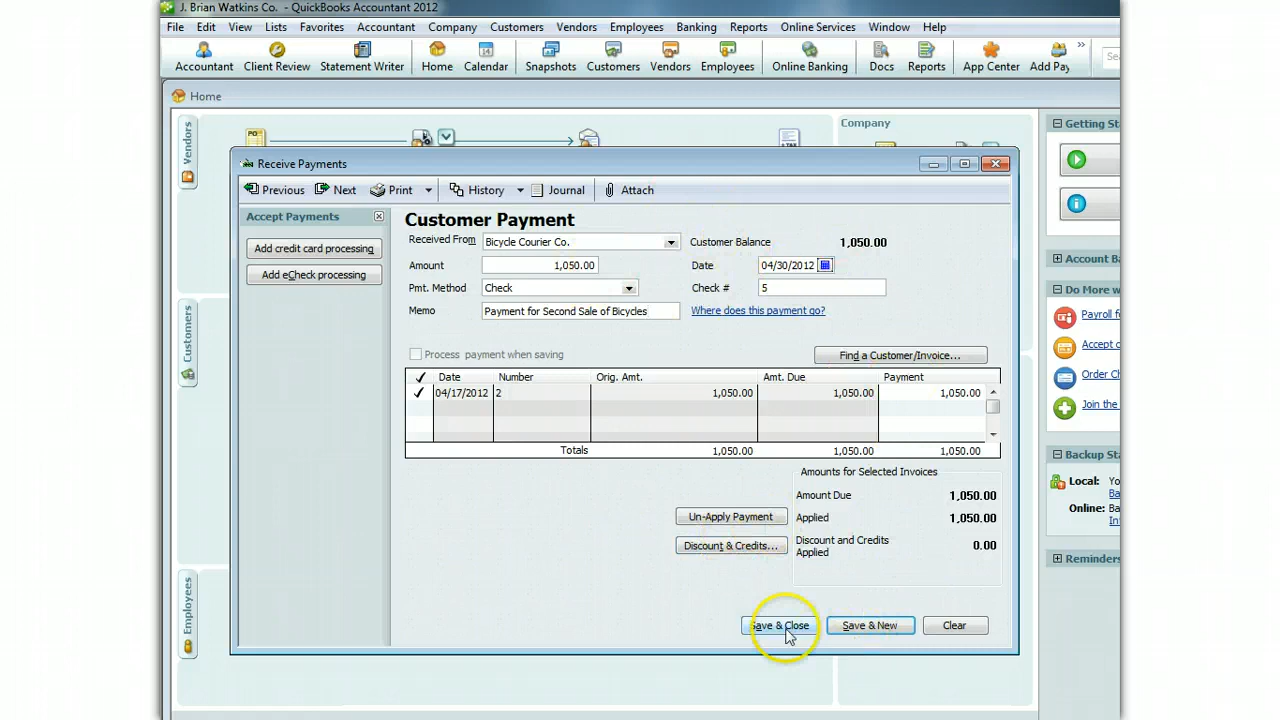 J. Brian Watkins Co. - QuickBooks Accountant 2012
File Edit View Lists Favorites Accountant Company Customers Vendors Employees Banking Reports Online Services Window Help
Accountant Client Review Statement Writer Home Calendar Snapshots Customers Vendors Employees Online Banking Docs Reports App Center Add Pay
Home
Vendors
Customers
Employees
Company
Receive Payments
Previous Next Print History Journal Attach
Accept Payments
Add credit card processing
Add eCheck processing
Customer Payment
Received From Bicycle Courier Co. Customer Balance 1,050.00
Amount 1,050.00 Date 04/30/2012
Pmt. Method Check Check # 5
Memo Payment for Second Sale of Bicycles Where does this payment go?
Process payment when saving Find a Customer/Invoice...
Date Number Orig. Amt. Amt. Due Payment
04/17/2012 2 1,050.00 1,050.00 1,050.00
Totals 1,050.00 1,050.00 1,050.00
Amounts for Selected Invoices
Amount Due 1,050.00
Un-Apply Payment Applied 1,050.00
Discount & Credits... Discount and Credits Applied 0.00
Save & Close Save & New Clear
Getting St
Account Ba
Do More w
Payroll f
Accept c
Order Ch
Join the
Backup Sta
Local: Yo
Ba
Online: Ba
Int
Reminders